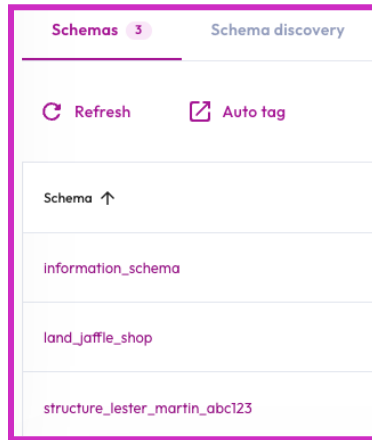 Schemas 3 Schema discovery
Refresh Auto tag
Schema
information_schema
land_jaffle_shop
structure_lester_martin_abc123